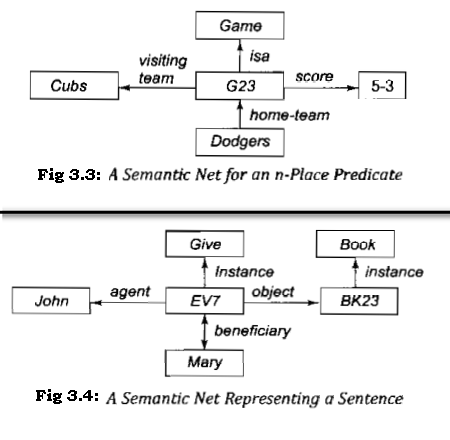 Game
visiting team
isa
Cubs
G23
score
5-3
home-team
Dodgers
Fig 3.3: A Semantic Net for an n-Place Predicate
Give
Book
Instance
instance
John
agent
EV7
object
BK23
beneficiary
Mary
Fig 3.4: A Semantic Net Representing a Sentence